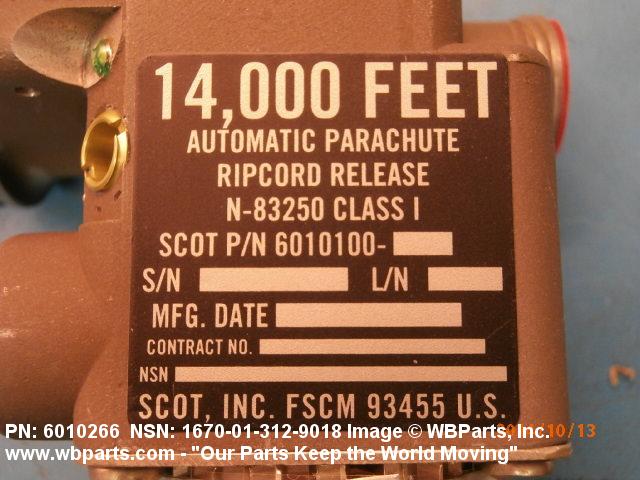 14,000 FEET
AUTOMATIC PARACHUTE
RIPCORD RELEASE
N-83250 CLASS I
SCOT P/N 6010100-
S/N L/N
MFG. DATE
CONTRACT NO.
NSN
SCOT, INC. FSCM 93455 U.S.
PN: 6010266 NSN: 1670-01-312-9018 Image © WBParts, Inc.
www.wbparts.com - "Our Parts Keep the World Moving"